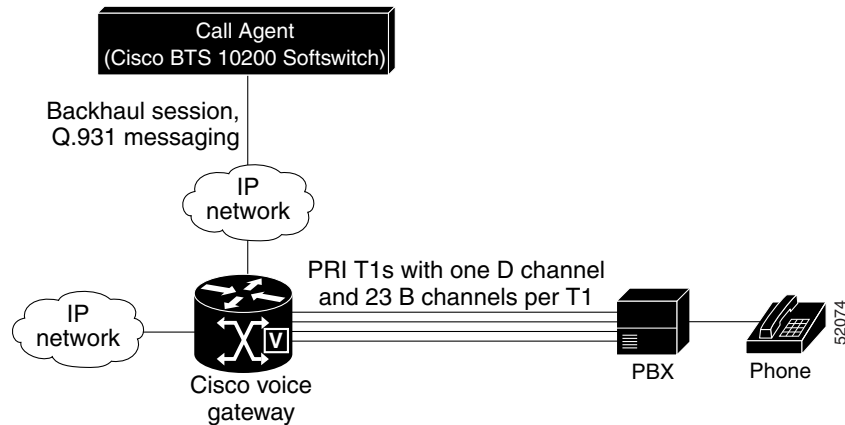 Call Agent
(Cisco BTS 10200 Softswitch)
Backhaul session,
Q.931 messaging
IP
network
PRI T1s with one D channel
and 23 B channels per T1
IP
network
V
Cisco voice
gateway
PBX
Phone
52074